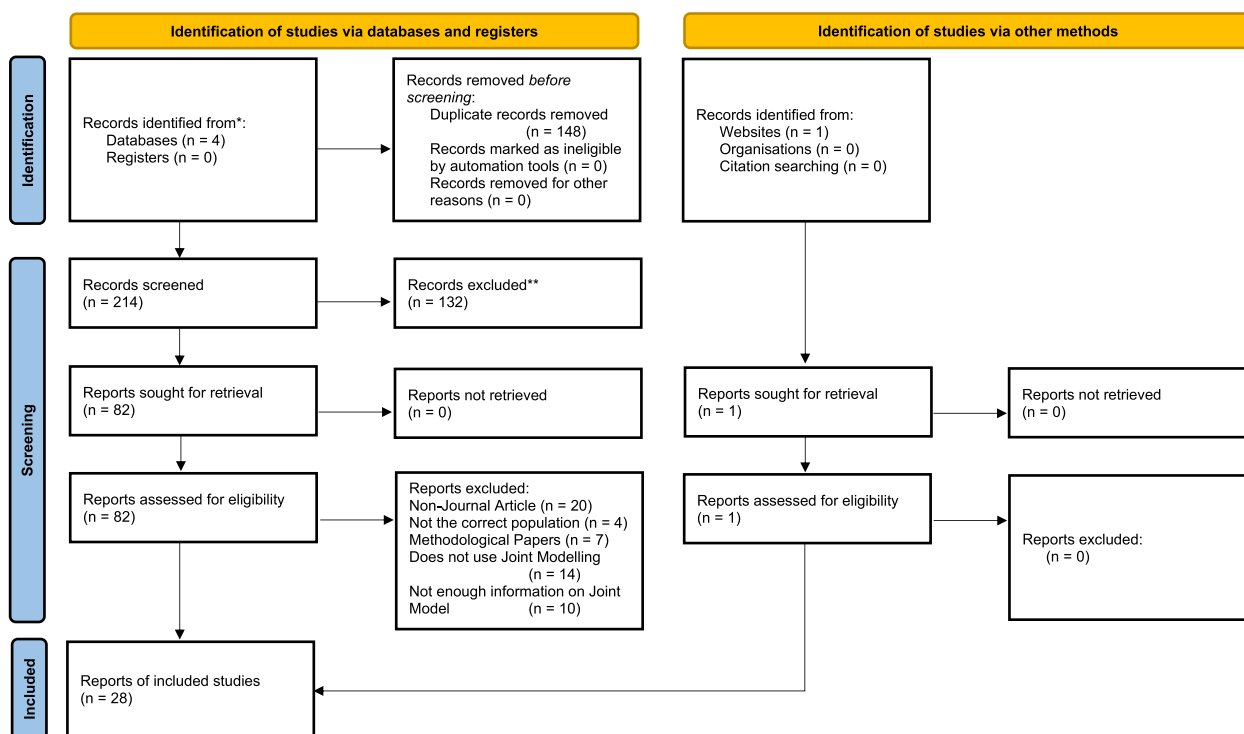 Identification of studies via databases and registers
Identification of studies via other methods
Identification
Records identified from*:
Databases (n = 4)
Registers (n = 0)
Records removed before
screening:
Duplicate records removed
(n = 148)
Records marked as ineligible
by automation tools (n = 0)
Records removed for other
reasons (n = 0)
Records identified from:
Websites (n = 1)
Organisations (n = 0)
Citation searching (n = 0)
Screening
Records screened
(n = 214)
Records excluded**
(n = 132)
Reports sought for retrieval
(n = 82)
Reports not retrieved
(n = 0)
Reports sought for retrieval
(n = 1)
Reports not retrieved
(n = 0)
Reports assessed for eligibility
(n = 82)
Reports excluded:
Non-Journal Article (n = 20)
Not the correct population (n = 4)
Methodological Papers (n = 7)
Does not use Joint Modelling
(n = 14)
Not enough information on Joint
Model (n = 10)
Reports assessed for eligibility
(n = 1)
Reports excluded:
(n = 0)
Included
Reports of included studies
(n = 28)